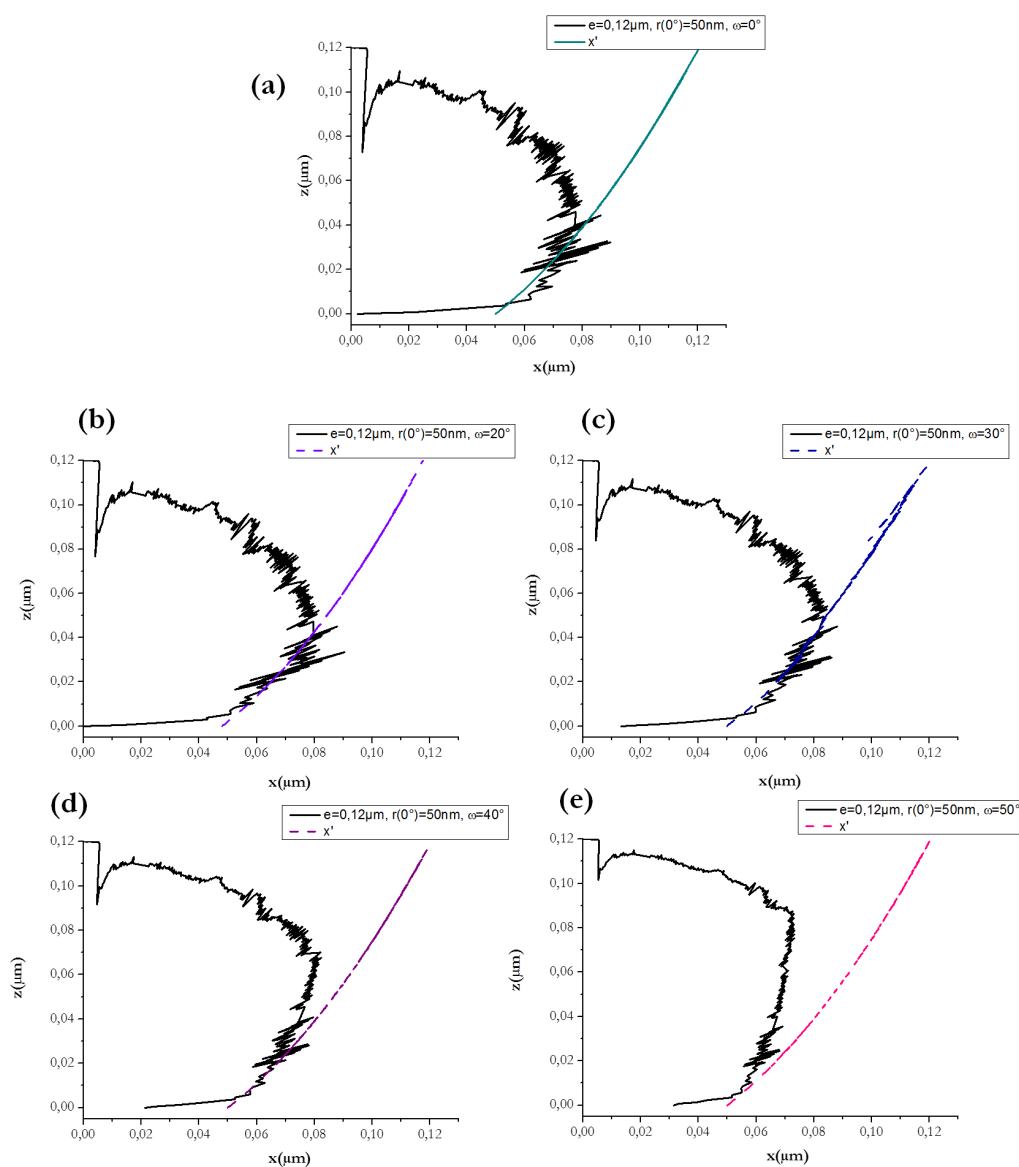 (a)
e=0,12µm, r(0°)=50nm, ω=0°
x'
0,12
0,10
0,08
0,06
0,04
0,02
0,00
z(µm)
0,00 0,02 0,04 0,06 0,08 0,10 0,12
x(µm)
(b)
e=0,12µm, r(0°)=50nm, ω=20°
x'
0,12
0,10
0,08
0,06
0,04
0,02
0,00
z(µm)
0,00 0,02 0,04 0,06 0,08 0,10 0,12
x(µm)
(c)
e=0,12µm, r(0°)=50nm, ω=30°
x'
0,12
0,10
0,08
0,06
0,04
0,02
0,00
z(µm)
0,00 0,02 0,04 0,06 0,08 0,10 0,12
x(µm)
(d)
e=0,12µm, r(0°)=50nm, ω=40°
x'
0,12
0,10
0,08
0,06
0,04
0,02
0,00
z(µm)
0,00 0,02 0,04 0,06 0,08 0,10 0,12
x(µm)
(e)
e=0,12µm, r(0°)=50nm, ω=50°
x'
0,12
0,10
0,08
0,06
0,04
0,02
0,00
z(µm)
0,00 0,02 0,04 0,06 0,08 0,10 0,12
x(µm)